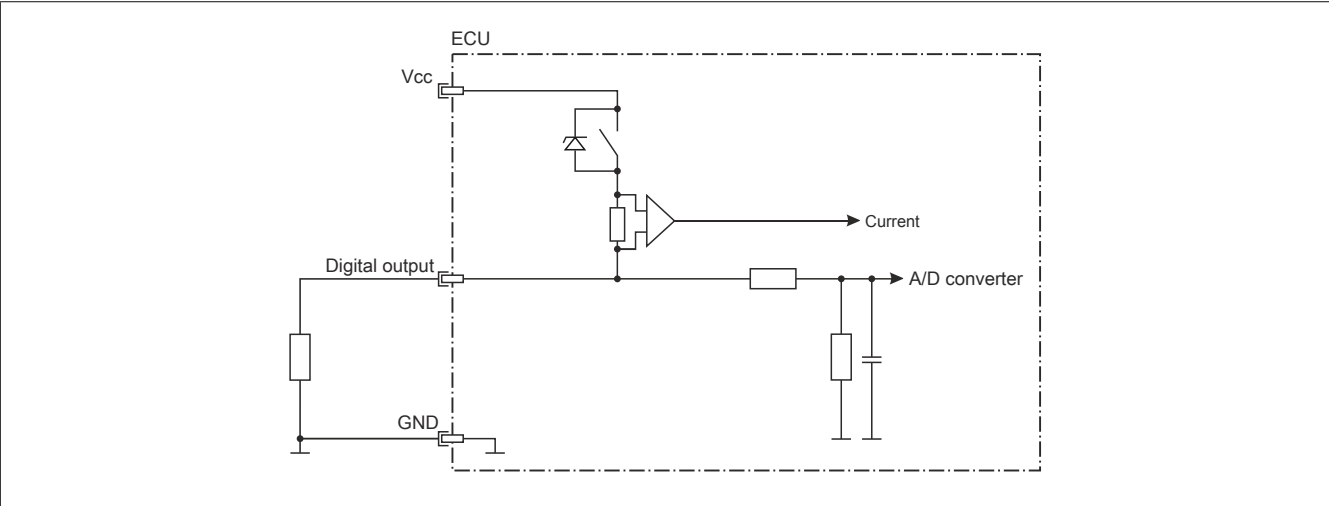 ECU
Vcc
Current
Digital output
A/D converter
GND